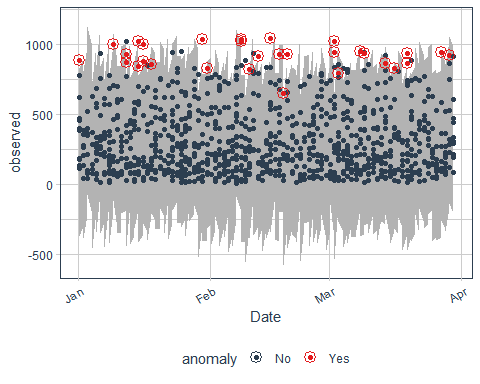 1000
500
0
-500
observed
Jan
Feb
Mar
Apr
Date
anomaly No Yes